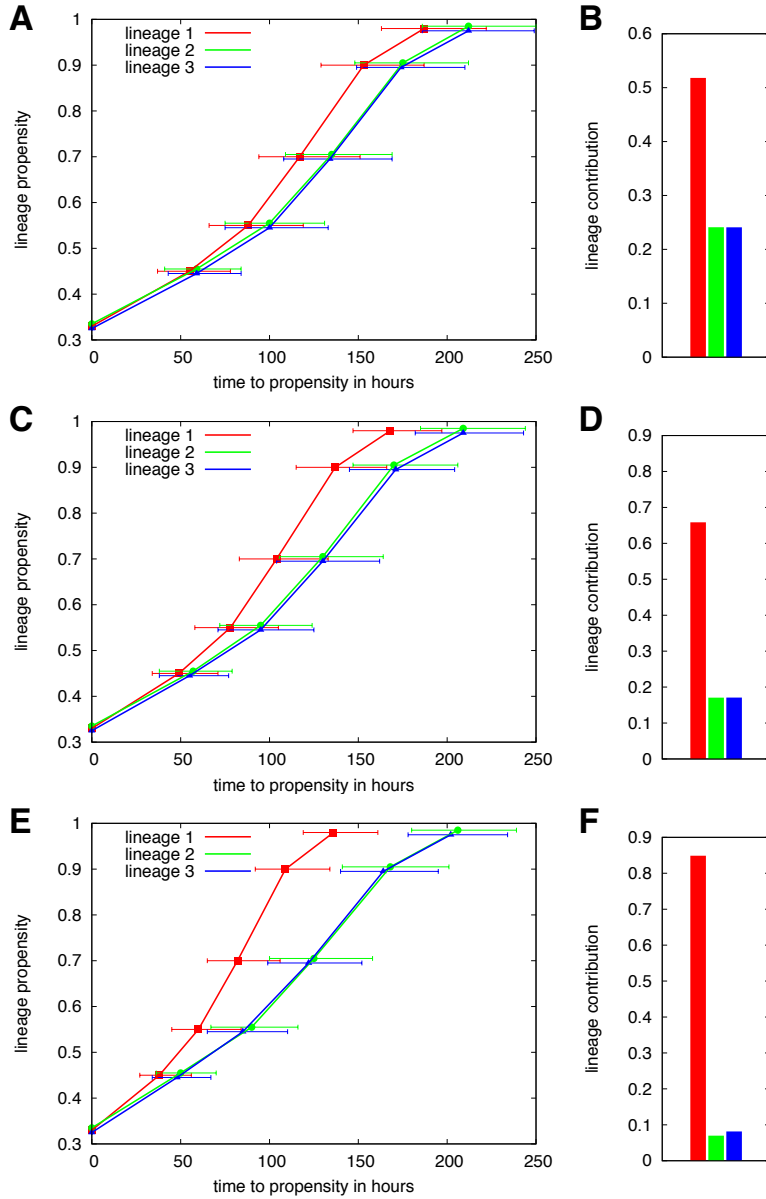 A
lineage propensity
1
0.9
0.8
0.7
0.6
0.5
0.4
0.3
lineage 1
lineage 2
lineage 3
0 50 100 150 200 250
time to propensity in hours
B
lineage contribution
0.6
0.5
0.4
0.3
0.2
0.1
0
C
lineage propensity
1
0.9
0.8
0.7
0.6
0.5
0.4
0.3
lineage 1
lineage 2
lineage 3
0 50 100 150 200 250
time to propensity in hours
D
lineage contribution
0.9
0.8
0.7
0.6
0.5
0.4
0.3
0.2
0.1
0
E
lineage propensity
1
0.9
0.8
0.7
0.6
0.5
0.4
0.3
lineage 1
lineage 2
lineage 3
0 50 100 150 200 250
time to propensity in hours
F
lineage contribution
0.9
0.8
0.7
0.6
0.5
0.4
0.3
0.2
0.1
0